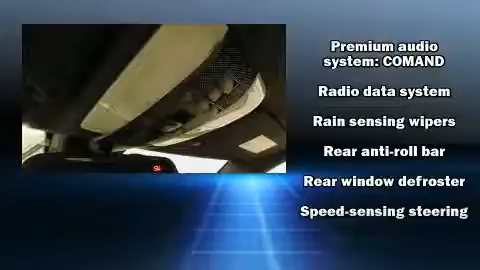 Premium audio
system: COMAND
Radio data system
Rain sensing wipers
Rear anti-roll bar
Rear window defroster
Speed-sensing steering